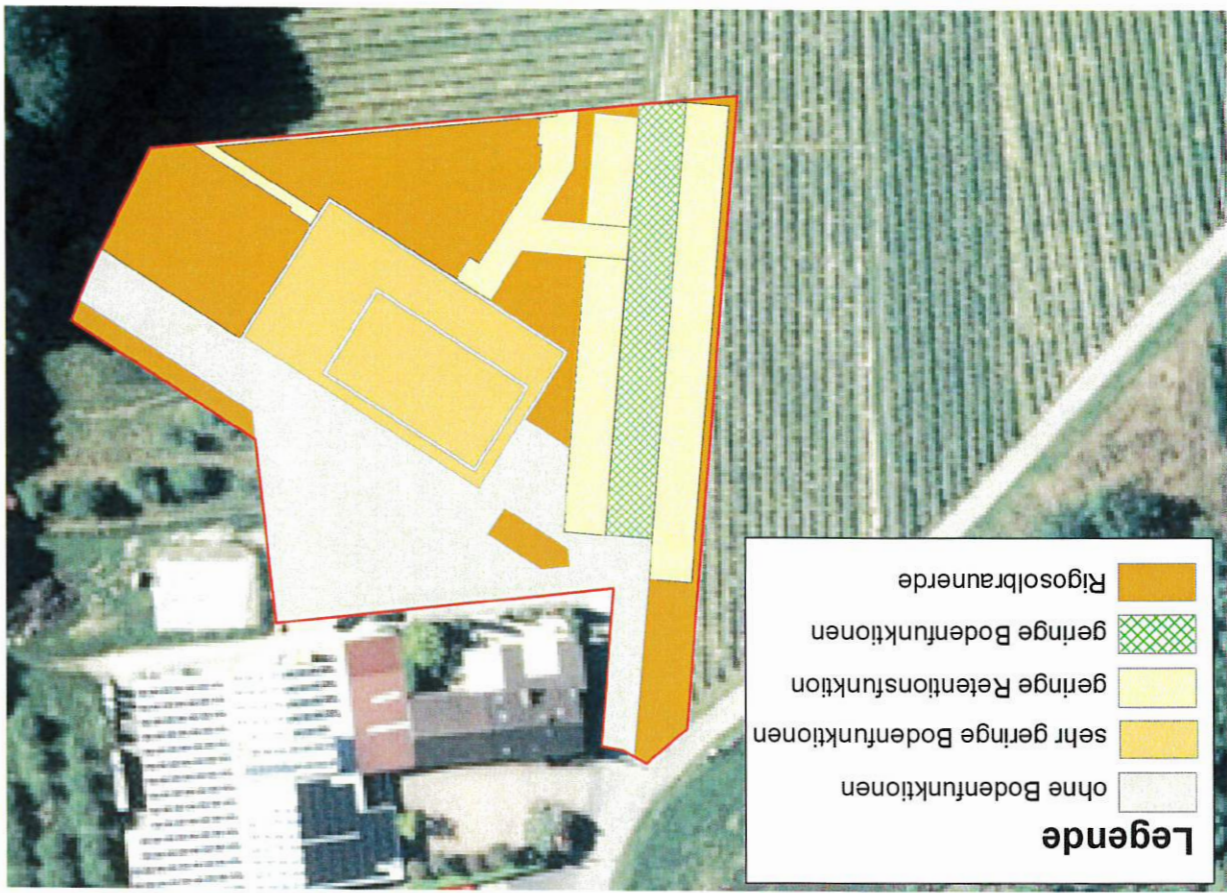 Legende
ohne Bodenfunktionen
sehr geringe Bodenfunktionen
geringe Retentionsfunktion
geringe Bodenfunktionen
Rigosolbraunerde